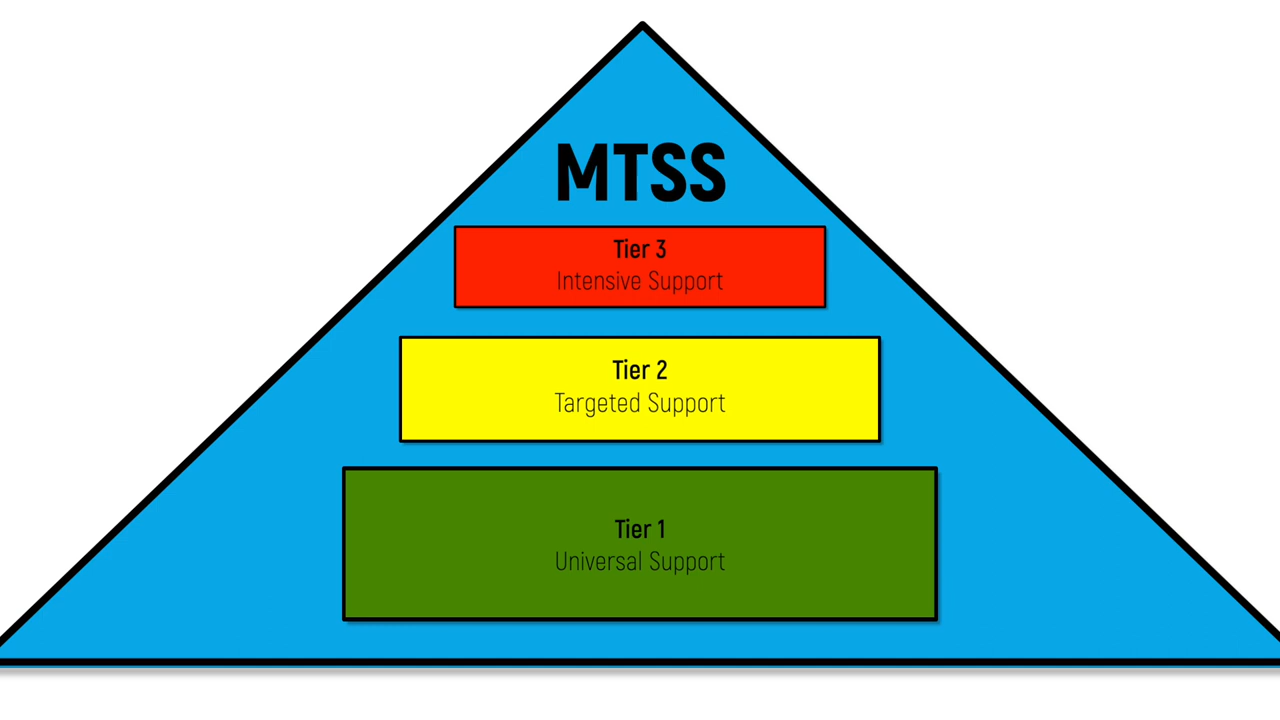 MTSS
Tier 3
Intensive Support
Tier 2
Targeted Support
Tier 1
Universal Support